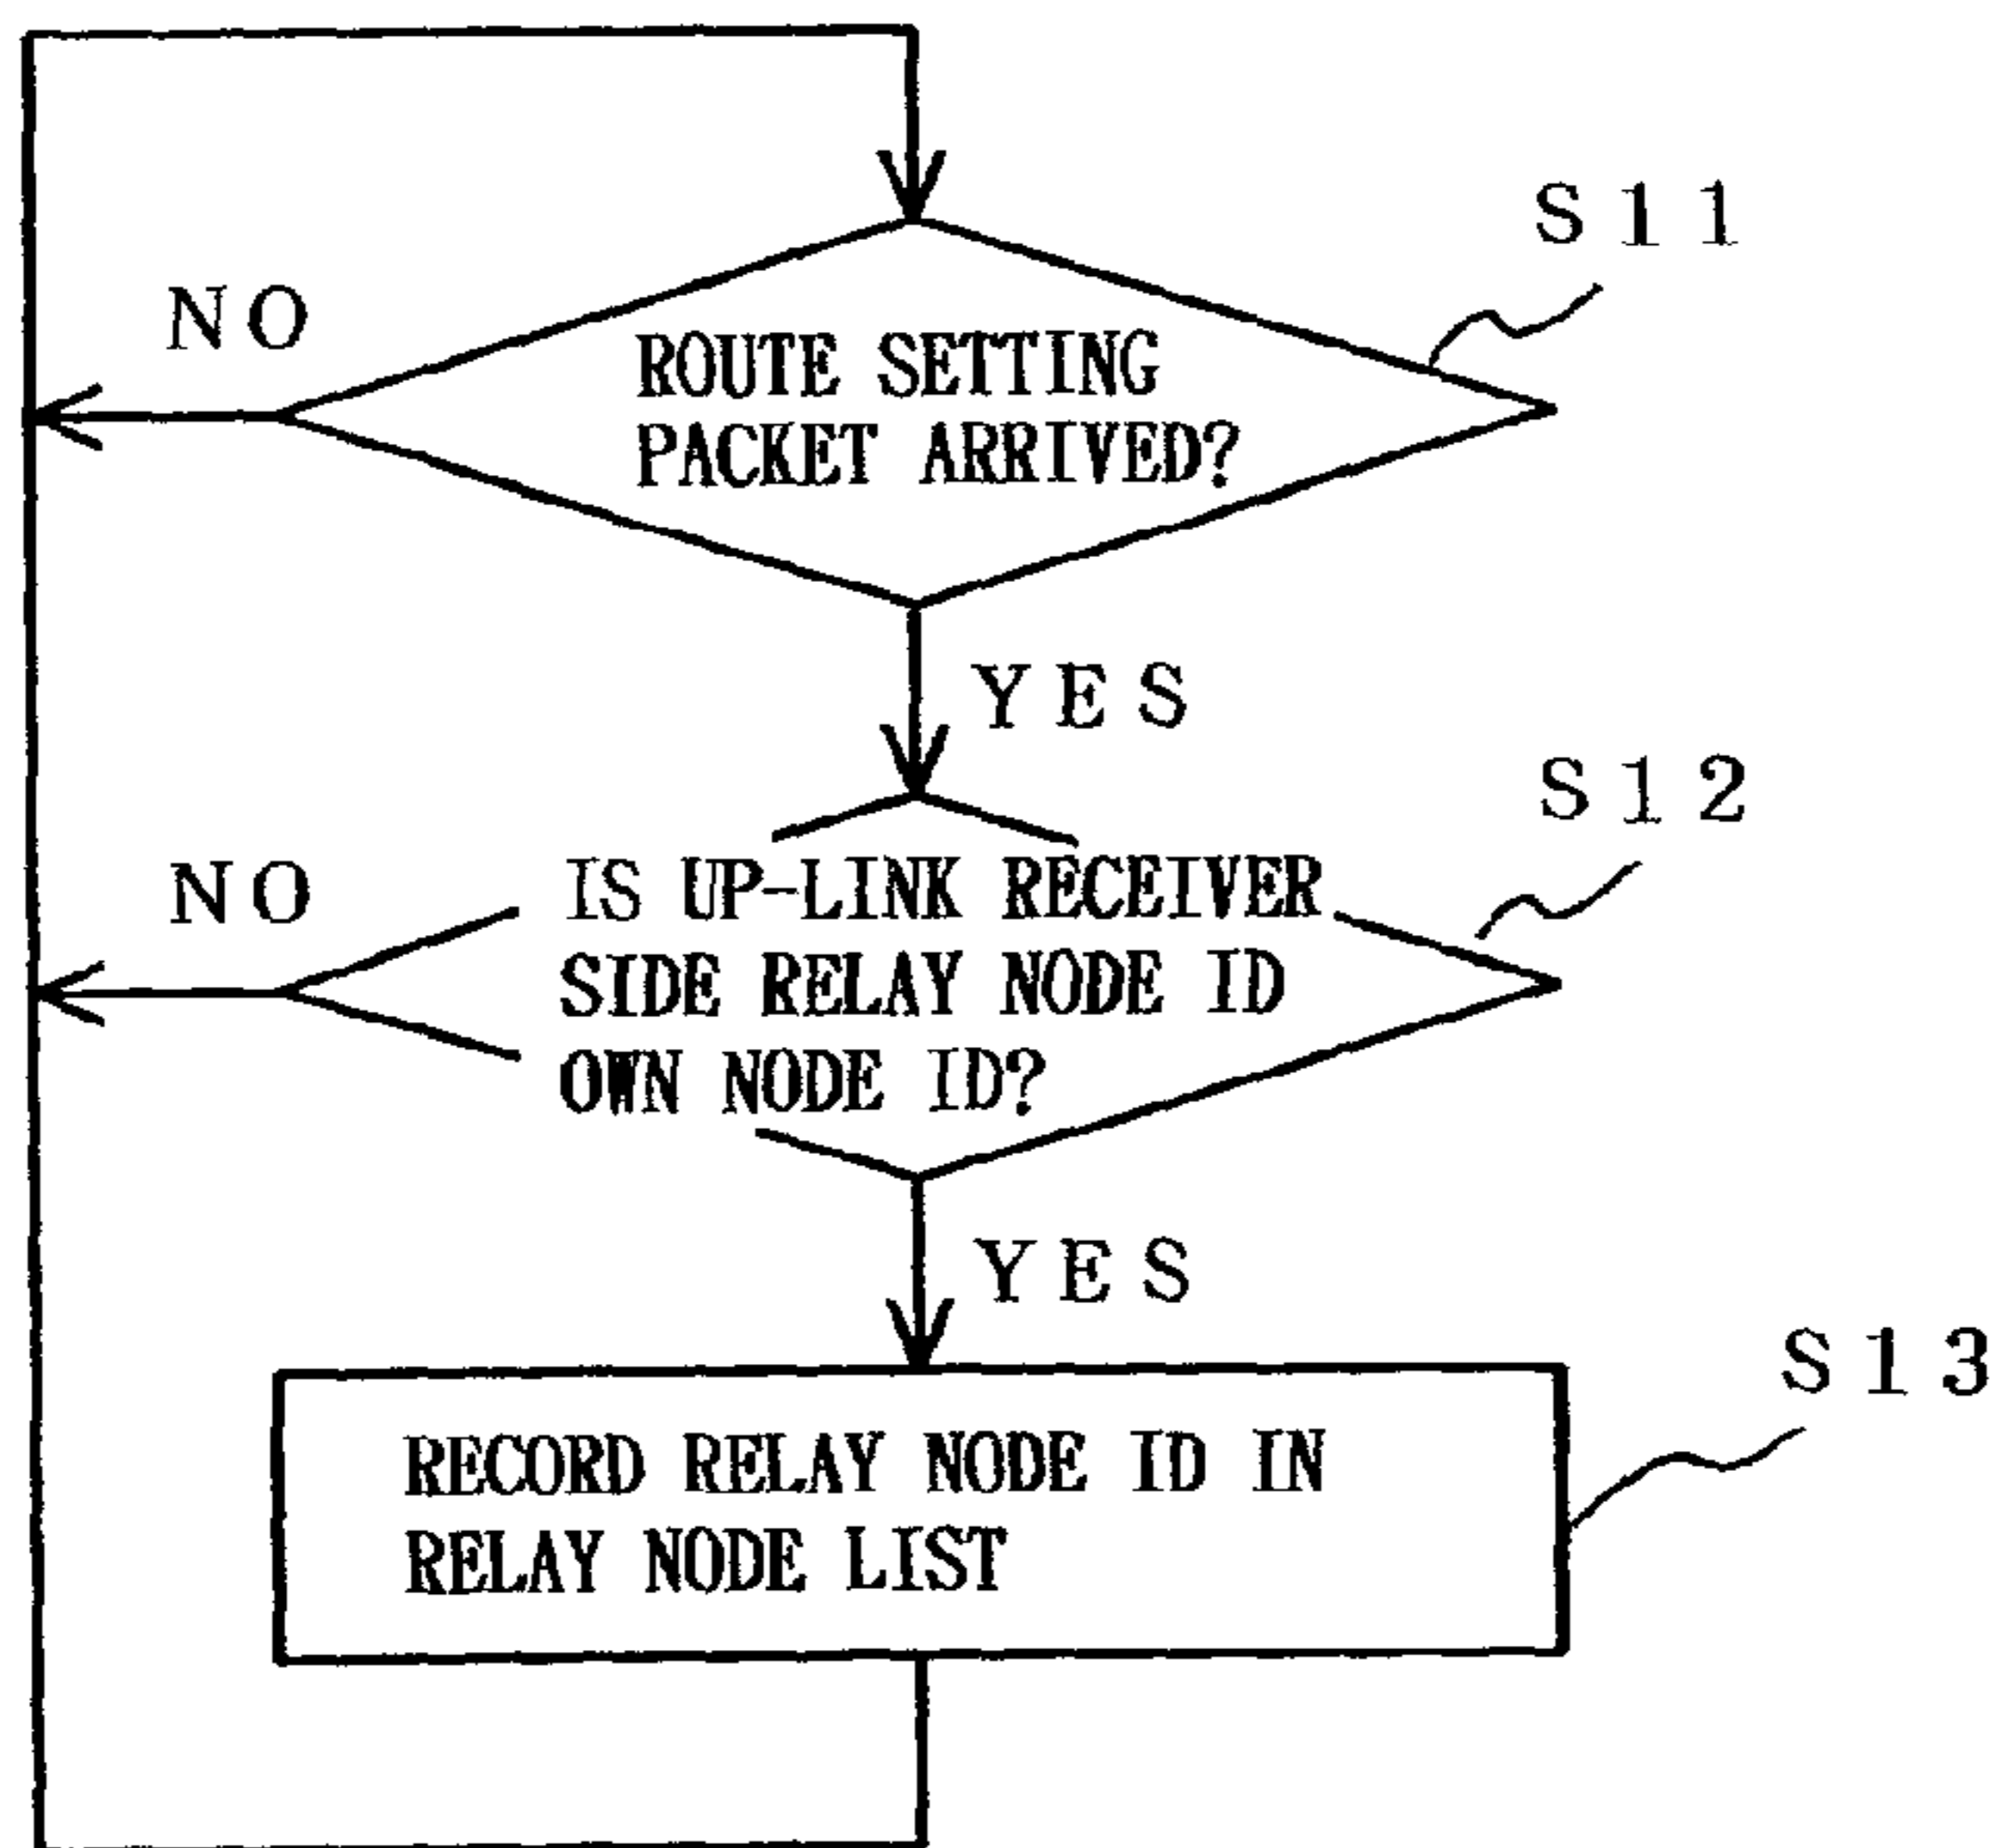 S11
NO
ROUTE SETTING
PACKET ARRIVED?
YES
S12
NO
IS UP-LINK RECEIVER
SIDE RELAY NODE ID
OWN NODE ID?
YES
S13
RECORD RELAY NODE ID IN
RELAY NODE LIST